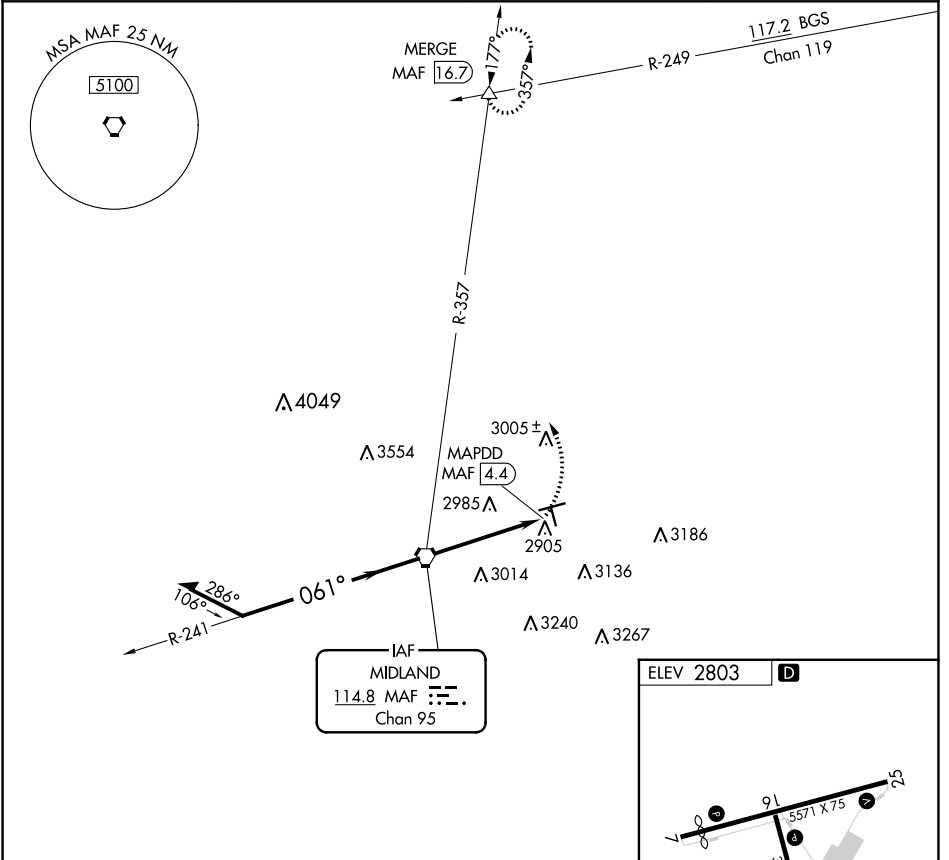 MSA MAF 25 NM
5100
MERGE
MAF 16.7
177°
357°
R-249
117.2 BGS
Chan 119
R-357
4049
3554
3005±
MAPDD
MAF 4.4
2985
2905
3186
3014
3136
3240
3267
061°
286°
106°
R-241
IAF
MIDLAND
114.8 MAF
Chan 95
ELEV 2803
D
25
16
5571 X 75
V
P
7
P